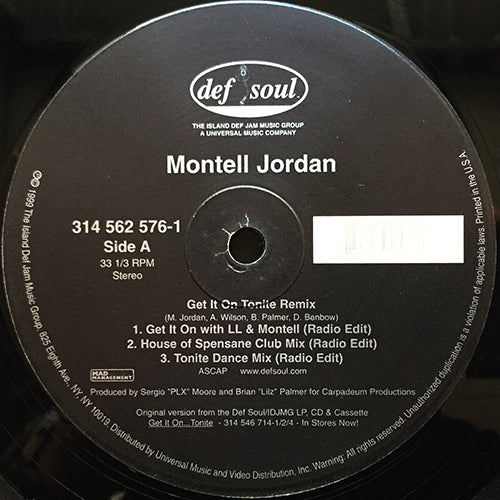 def soul
THE ISLAND DEF JAM MUSIC GROUP
A UNIVERSAL MUSIC COMPANY
Montell Jordan
314 562 576-1
Side A
33 1/3 RPM
Stereo
Get It On Tonite Remix
(M. Jordan, A. Wilson, B. Palmer, D. Benbow)
1. Get It On with LL & Montell (Radio Edit)
2. House of Spensane Club Mix (Radio Edit)
3. Tonite Dance Mix (Radio Edit)
ASCAP www.defsoul.com
MAD
MANAGEMENT
Produced by Sergio "PLX" Moore and Brian "Lilz" Palmer for Carpadeum Productions
Original version from the Def Soul/IDJMG LP, CD & Cassette
Get It On...Tonite - 314 546 714-1/2/4 - In Stores Now!
℗© 1999 The Island Def Jam Music Group, 825 Eighth Ave., NY, NY 10019. Distributed by Universal Music and Video Distribution, Inc. Warning: All rights reserved. Unauthorized duplication is a violation of applicable laws. Printed in the U.S.A.